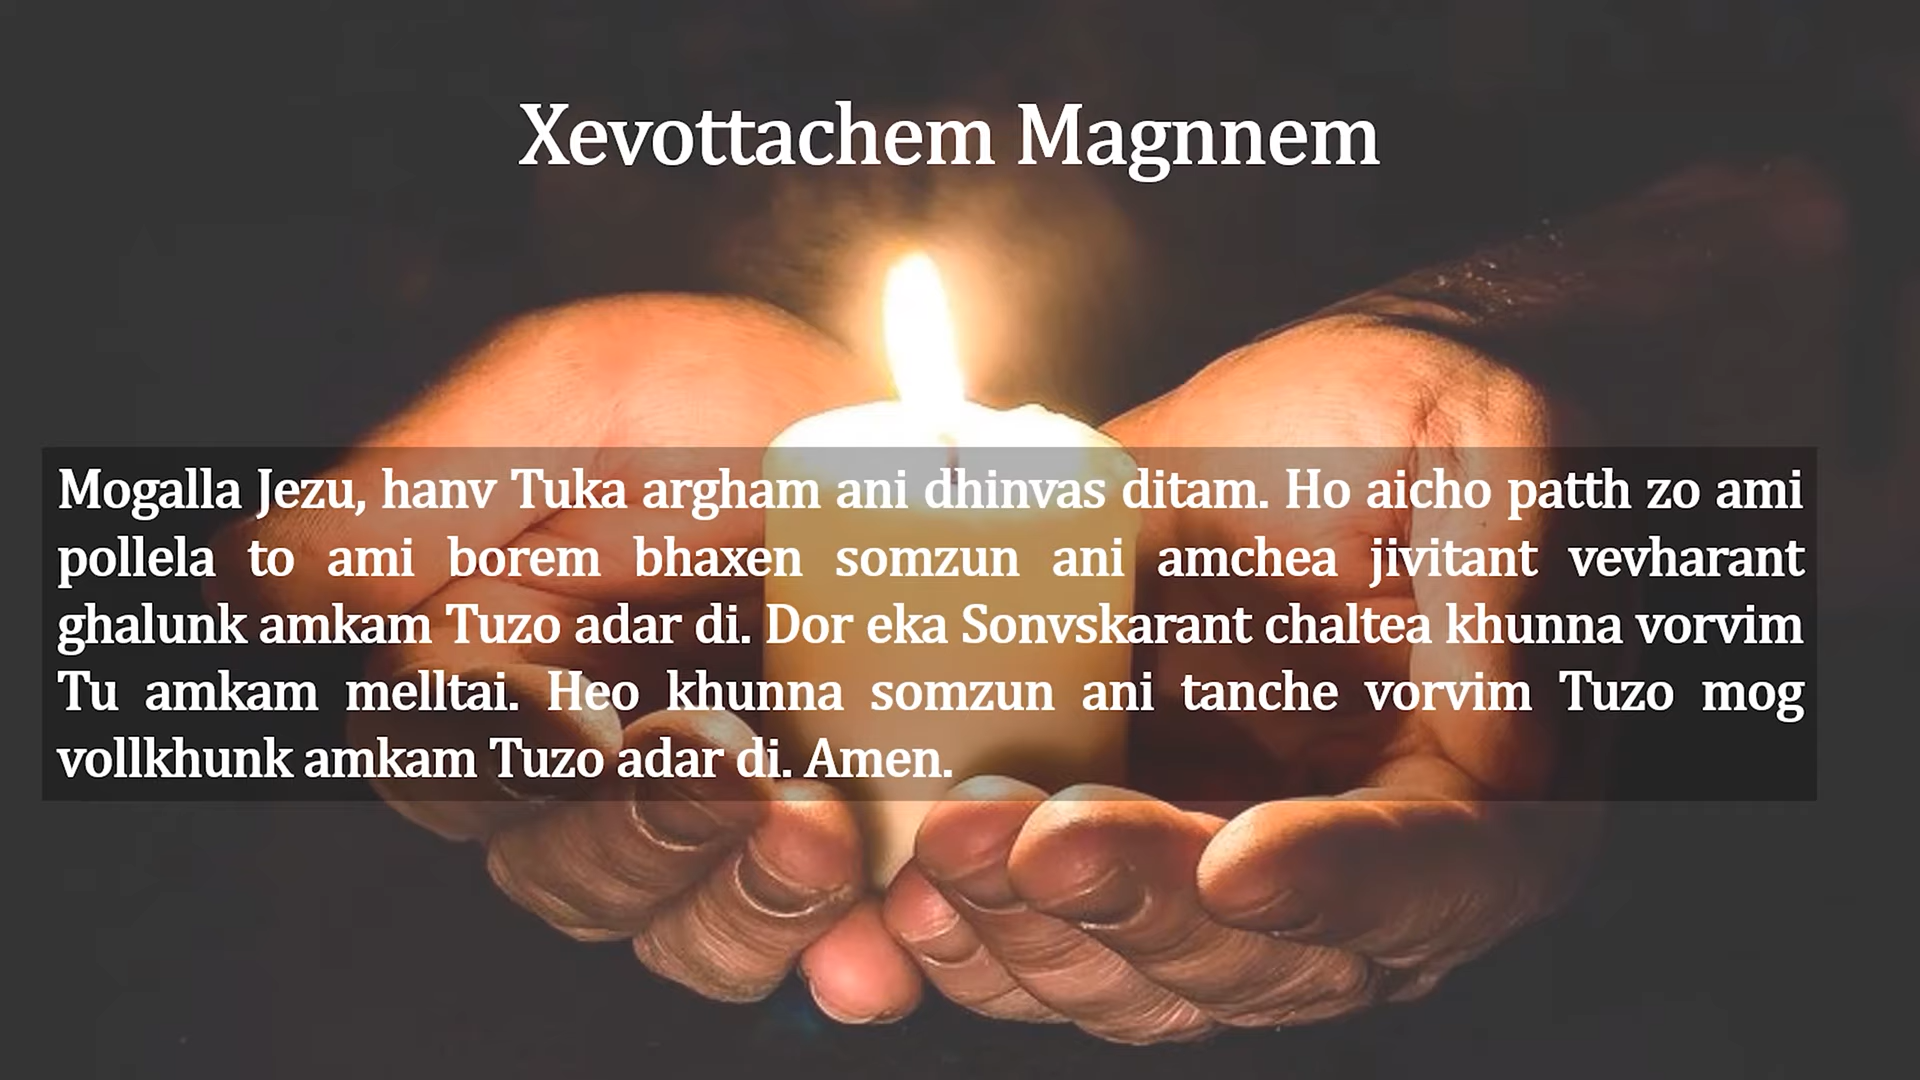 Xevottachem Magnnem
Mogalla Jezu, hanv Tuka argham ani dhinvas ditam. Ho aicho patth zo ami
pollela to ami borem bhaxen somzun ani amchea jivitant vevharant
ghalunk amkam Tuzo adar di. Dor eka Sonvskarant chaltea khunna vorvim
Tu amkam melltai. Heo khunna somzun ani tanche vorvim Tuzo mog
vollkhunk amkam Tuzo adar di. Amen.